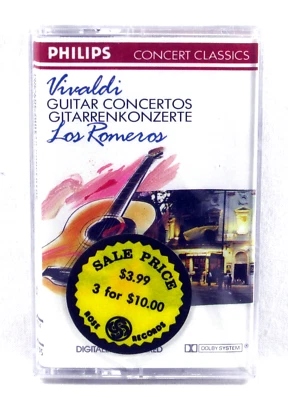 PHILIPS
CONCERT CLASSICS
Vivaldi
GUITAR CONCERTOS
GITARRENKONZERTE
Los Romeros
SALE PRICE
$3.99
3 for $10.00
ROSE RECORDS
DOLBY SYSTEM